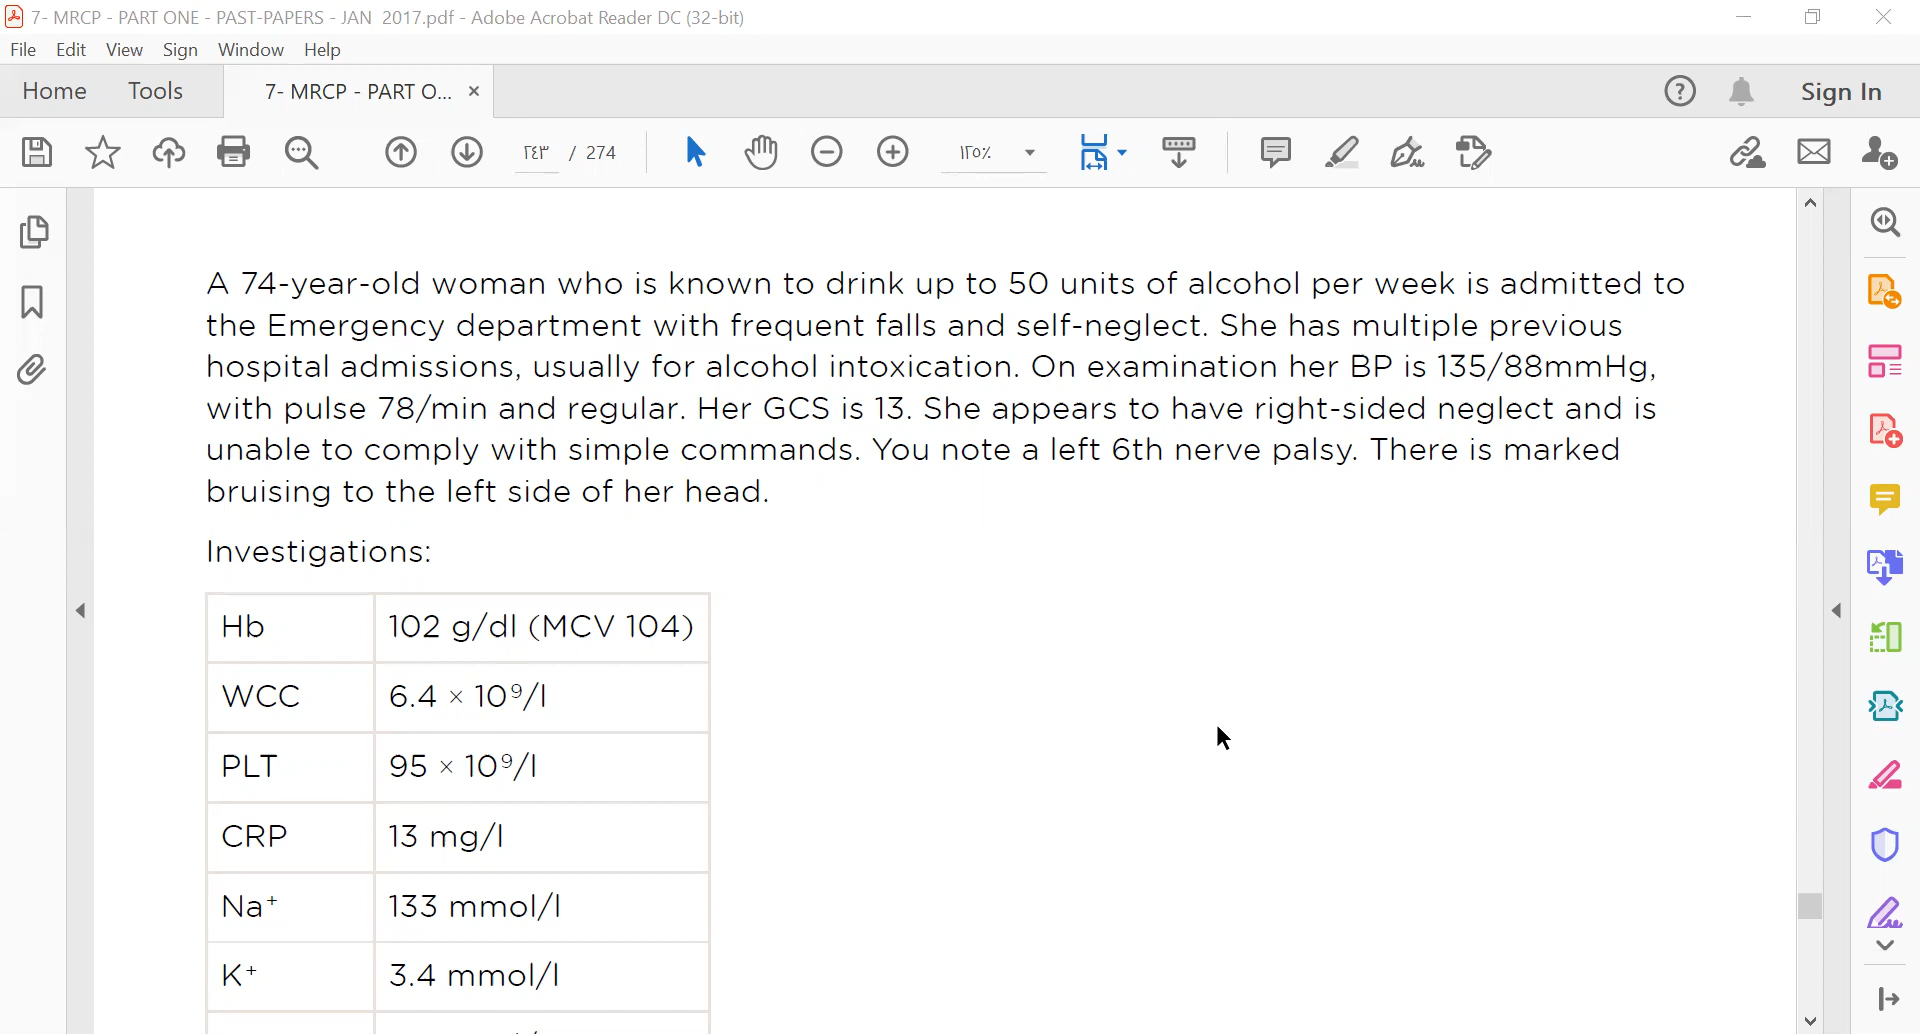 7- MRCP - PART ONE - PAST-PAPERS - JAN 2017.pdf - Adobe Acrobat Reader DC (32-bit)
File Edit View Sign Window Help
Home Tools 7- MRCP - PART O... × Sign In
٢٤٣ / 274 ١٢٥٪
A 74-year-old woman who is known to drink up to 50 units of alcohol per week is admitted to
the Emergency department with frequent falls and self-neglect. She has multiple previous
hospital admissions, usually for alcohol intoxication. On examination her BP is 135/88mmHg,
with pulse 78/min and regular. Her GCS is 13. She appears to have right-sided neglect and is
unable to comply with simple commands. You note a left 6th nerve palsy. There is marked
bruising to the left side of her head.
Investigations:
Hb 102 g/dl (MCV 104)
WCC 6.4 × 10⁹/l
PLT 95 × 10⁹/l
CRP 13 mg/l
Na⁺ 133 mmol/l
K⁺ 3.4 mmol/l